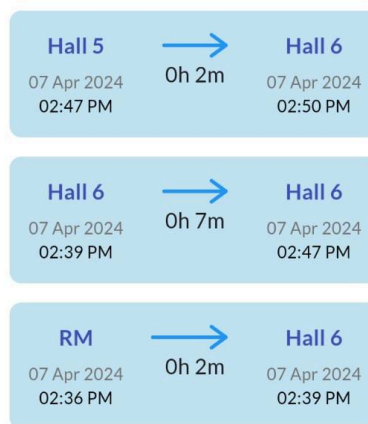 Hall 5 Hall 6
0h 2m
07 Apr 2024 07 Apr 2024
02:47 PM 02:50 PM
Hall 6 Hall 6
0h 7m
07 Apr 2024 07 Apr 2024
02:39 PM 02:47 PM
RM Hall 6
0h 2m
07 Apr 2024 07 Apr 2024
02:36 PM 02:39 PM